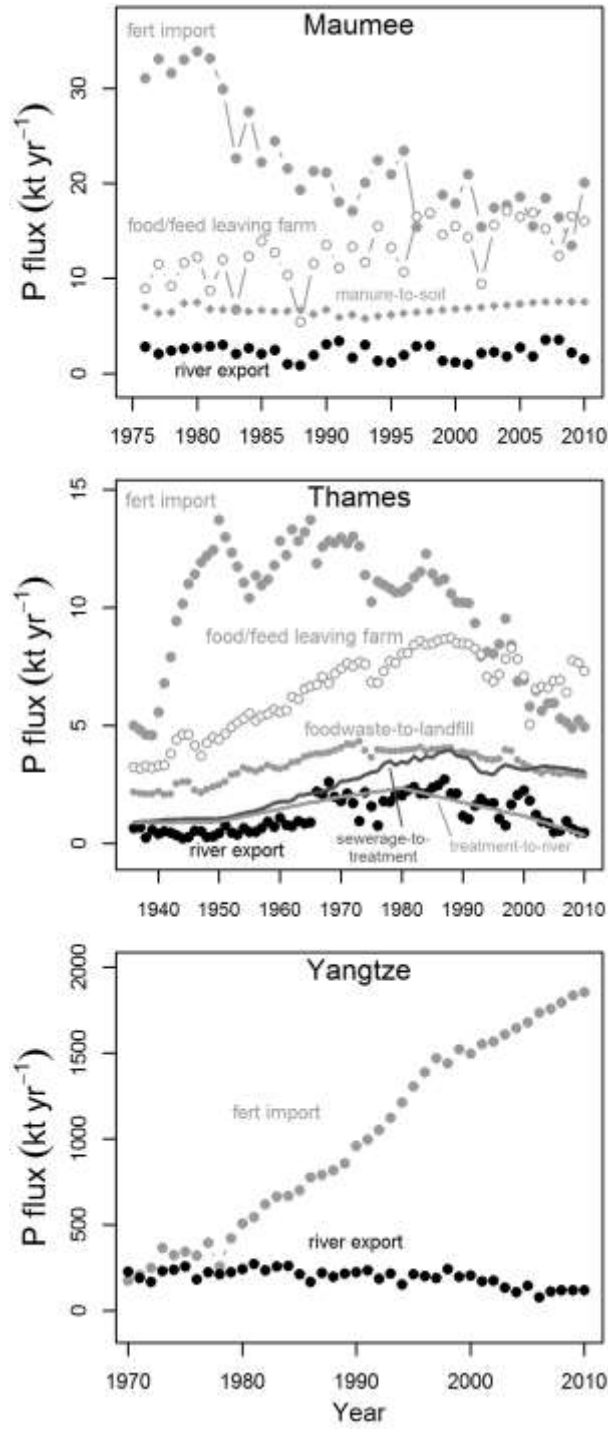 Maumee
fert import
food/feed leaving farm
manure-to-soil
river export
P flux (kt yr⁻¹)
0 10 20 30
1975 1980 1985 1990 1995 2000 2005 2010
Thames
fert import
food/feed leaving farm
foodwaste-to-landfill
river export
sewerage-to-
treatment
treatment-to-river
P flux (kt yr⁻¹)
0 5 10 15
1940 1950 1960 1970 1980 1990 2000 2010
Yangtze
fert import
river export
P flux (kt yr⁻¹)
0 500 1000 1500 2000
1970 1980 1990 2000 2010
Year